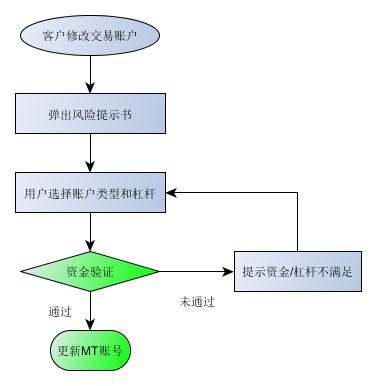 客户修改交易账户
弹出风险提示书
用户选择账户类型和杠杆
资金验证
提示资金/杠杆不满足
未通过
通过
更新MT账号